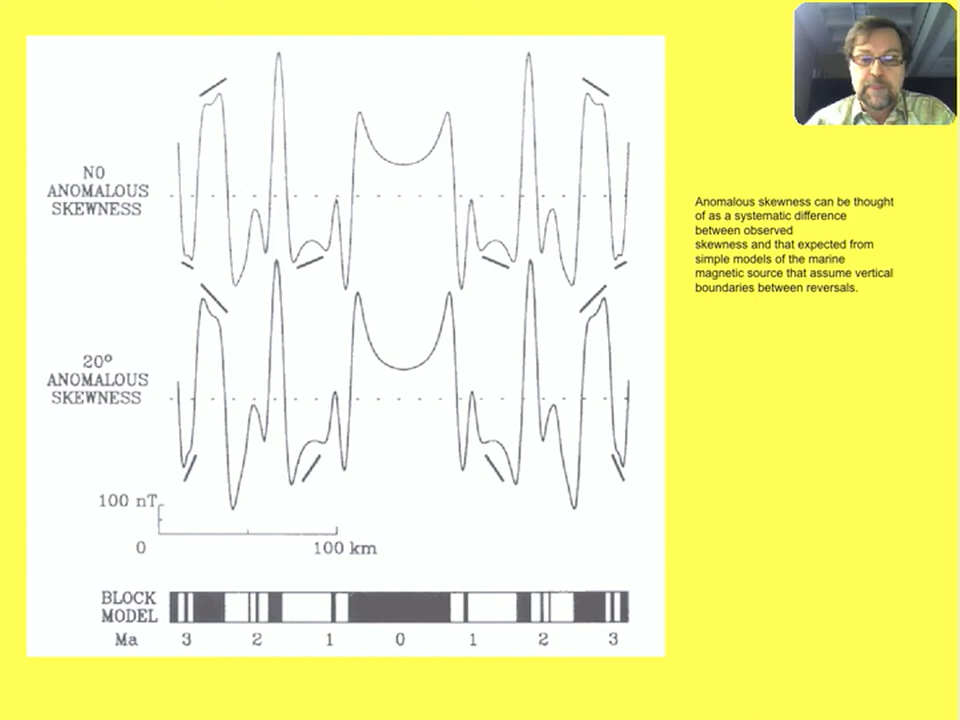 NO
ANOMALOUS
SKEWNESS
Anomalous skewness can be thought
of as a systematic difference
between observed
skewness and that expected from
simple models of the marine
magnetic source that assume vertical
boundaries between reversals.
20º
ANOMALOUS
SKEWNESS
100 nT
0 100 km
BLOCK
MODEL
Ma 3 2 1 0 1 2 3